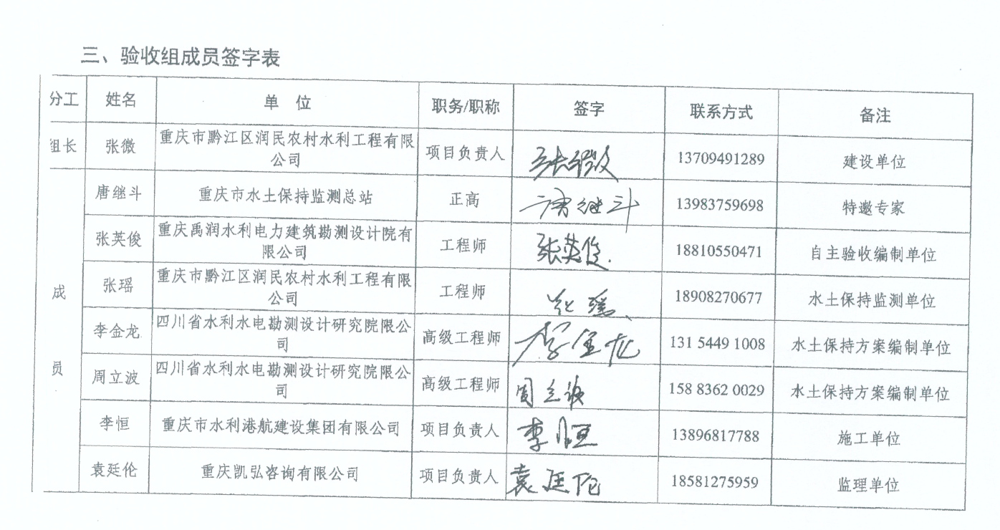 三、验收组成员签字表
分工 姓名 单 位 职务/职称 签字 联系方式 备注
组长 张微 重庆市黔江区润民农村水利工程有限
公司 项目负责人 张微 13709491289 建设单位
成
员
唐继斗 重庆市水土保持监测总站 正高 唐继斗 13983759698 特邀专家
张英俊 重庆禹润水利电力建筑勘测设计院有
限公司 工程师 张英俊 18810550471 自主验收编制单位
张瑶 重庆市黔江区润民农村水利工程有限
公司 工程师 张瑶 18908270677 水土保持监测单位
李金龙 四川省水利水电勘测设计研究院限公
司 高级工程师 李金龙 131 5449 1008 水土保持方案编制单位
周立波 四川省水利水电勘测设计研究院限公
司 高级工程师 周立波 158 8362 0029 水土保持方案编制单位
李恒 重庆市水利港航建设集团有限公司 项目负责人 李恒 13896817788 施工单位
袁廷伦 重庆凯弘咨询有限公司 项目负责人 袁廷伦 18581275959 监理单位